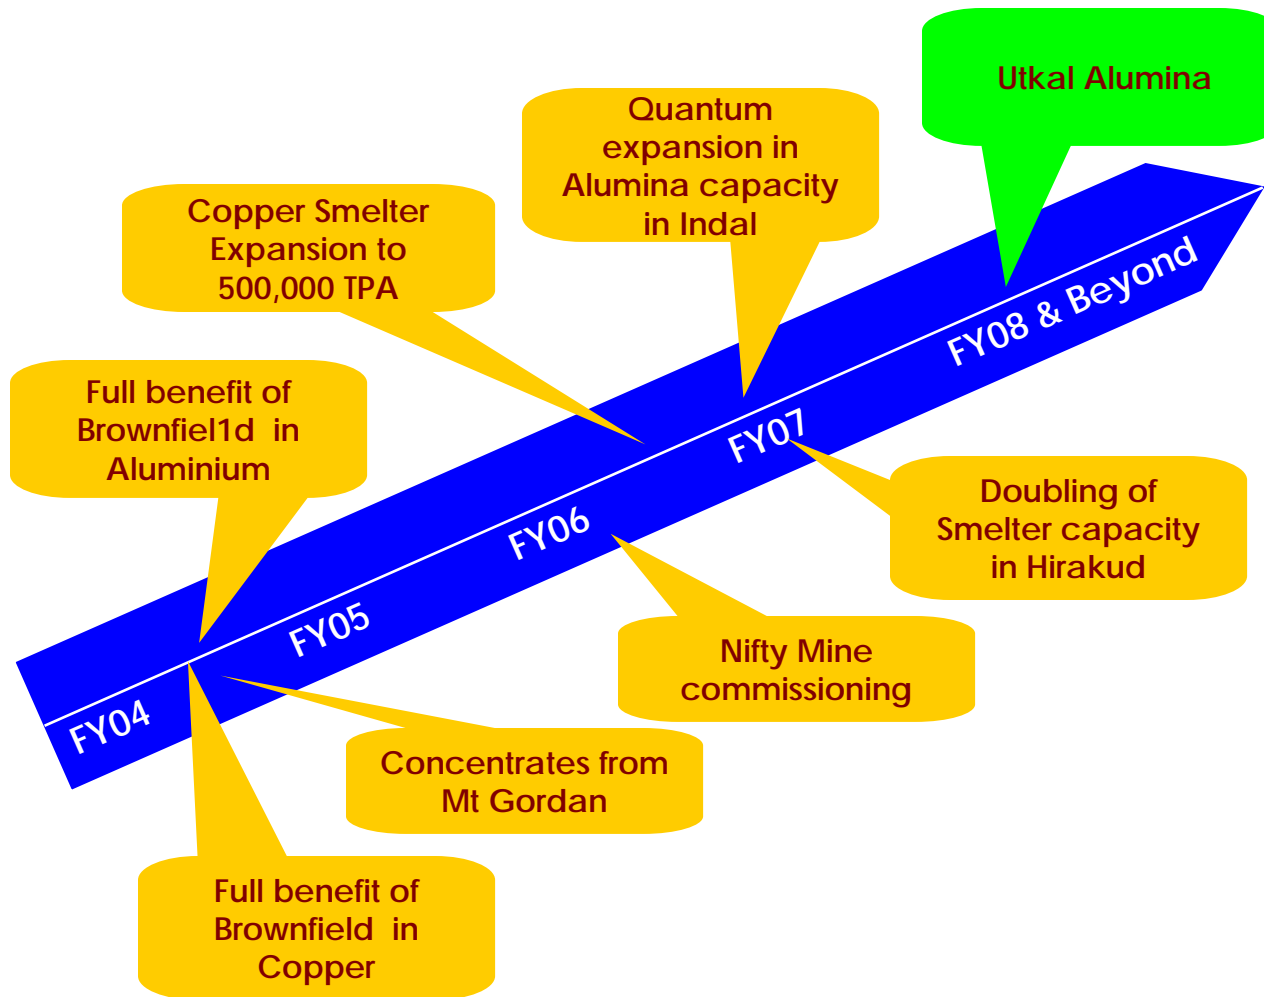 Utkal Alumina
Quantum
expansion in
Alumina capacity
in Indal
Copper Smelter
Expansion to
500,000 TPA
Full benefit of
Brownfiel1d in
Aluminium
FY04
FY05
FY06
FY07
FY08 & Beyond
Doubling of
Smelter capacity
in Hirakud
Nifty Mine
commissioning
Concentrates from
Mt Gordan
Full benefit of
Brownfield in
Copper